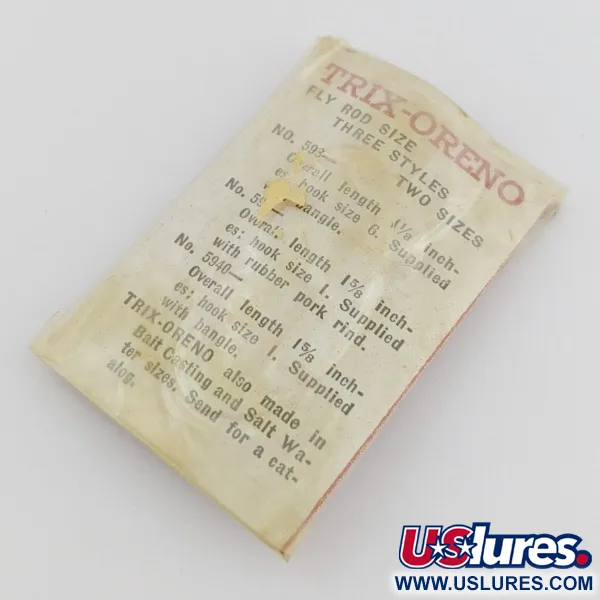 TRIX-ORENO
FLY ROD SIZE
THREE STYLES
TWO SIZES
No. 593—
Overall length 1⅛ inch-
es; hook size 6. Supplied
bangle.
No. 59
Overall length 1⅝ inch-
es; hook size 1. Supplied
with rubber pork rind.
No. 5940—
Overall length 1⅝ inch-
es; hook size 1. Supplied
with bangle.
TRIX-ORENO also made in
Bait Casting and Salt Wa-
ter sizes. Send for a cat-
alog.
USlures.
WWW.USLURES.COM